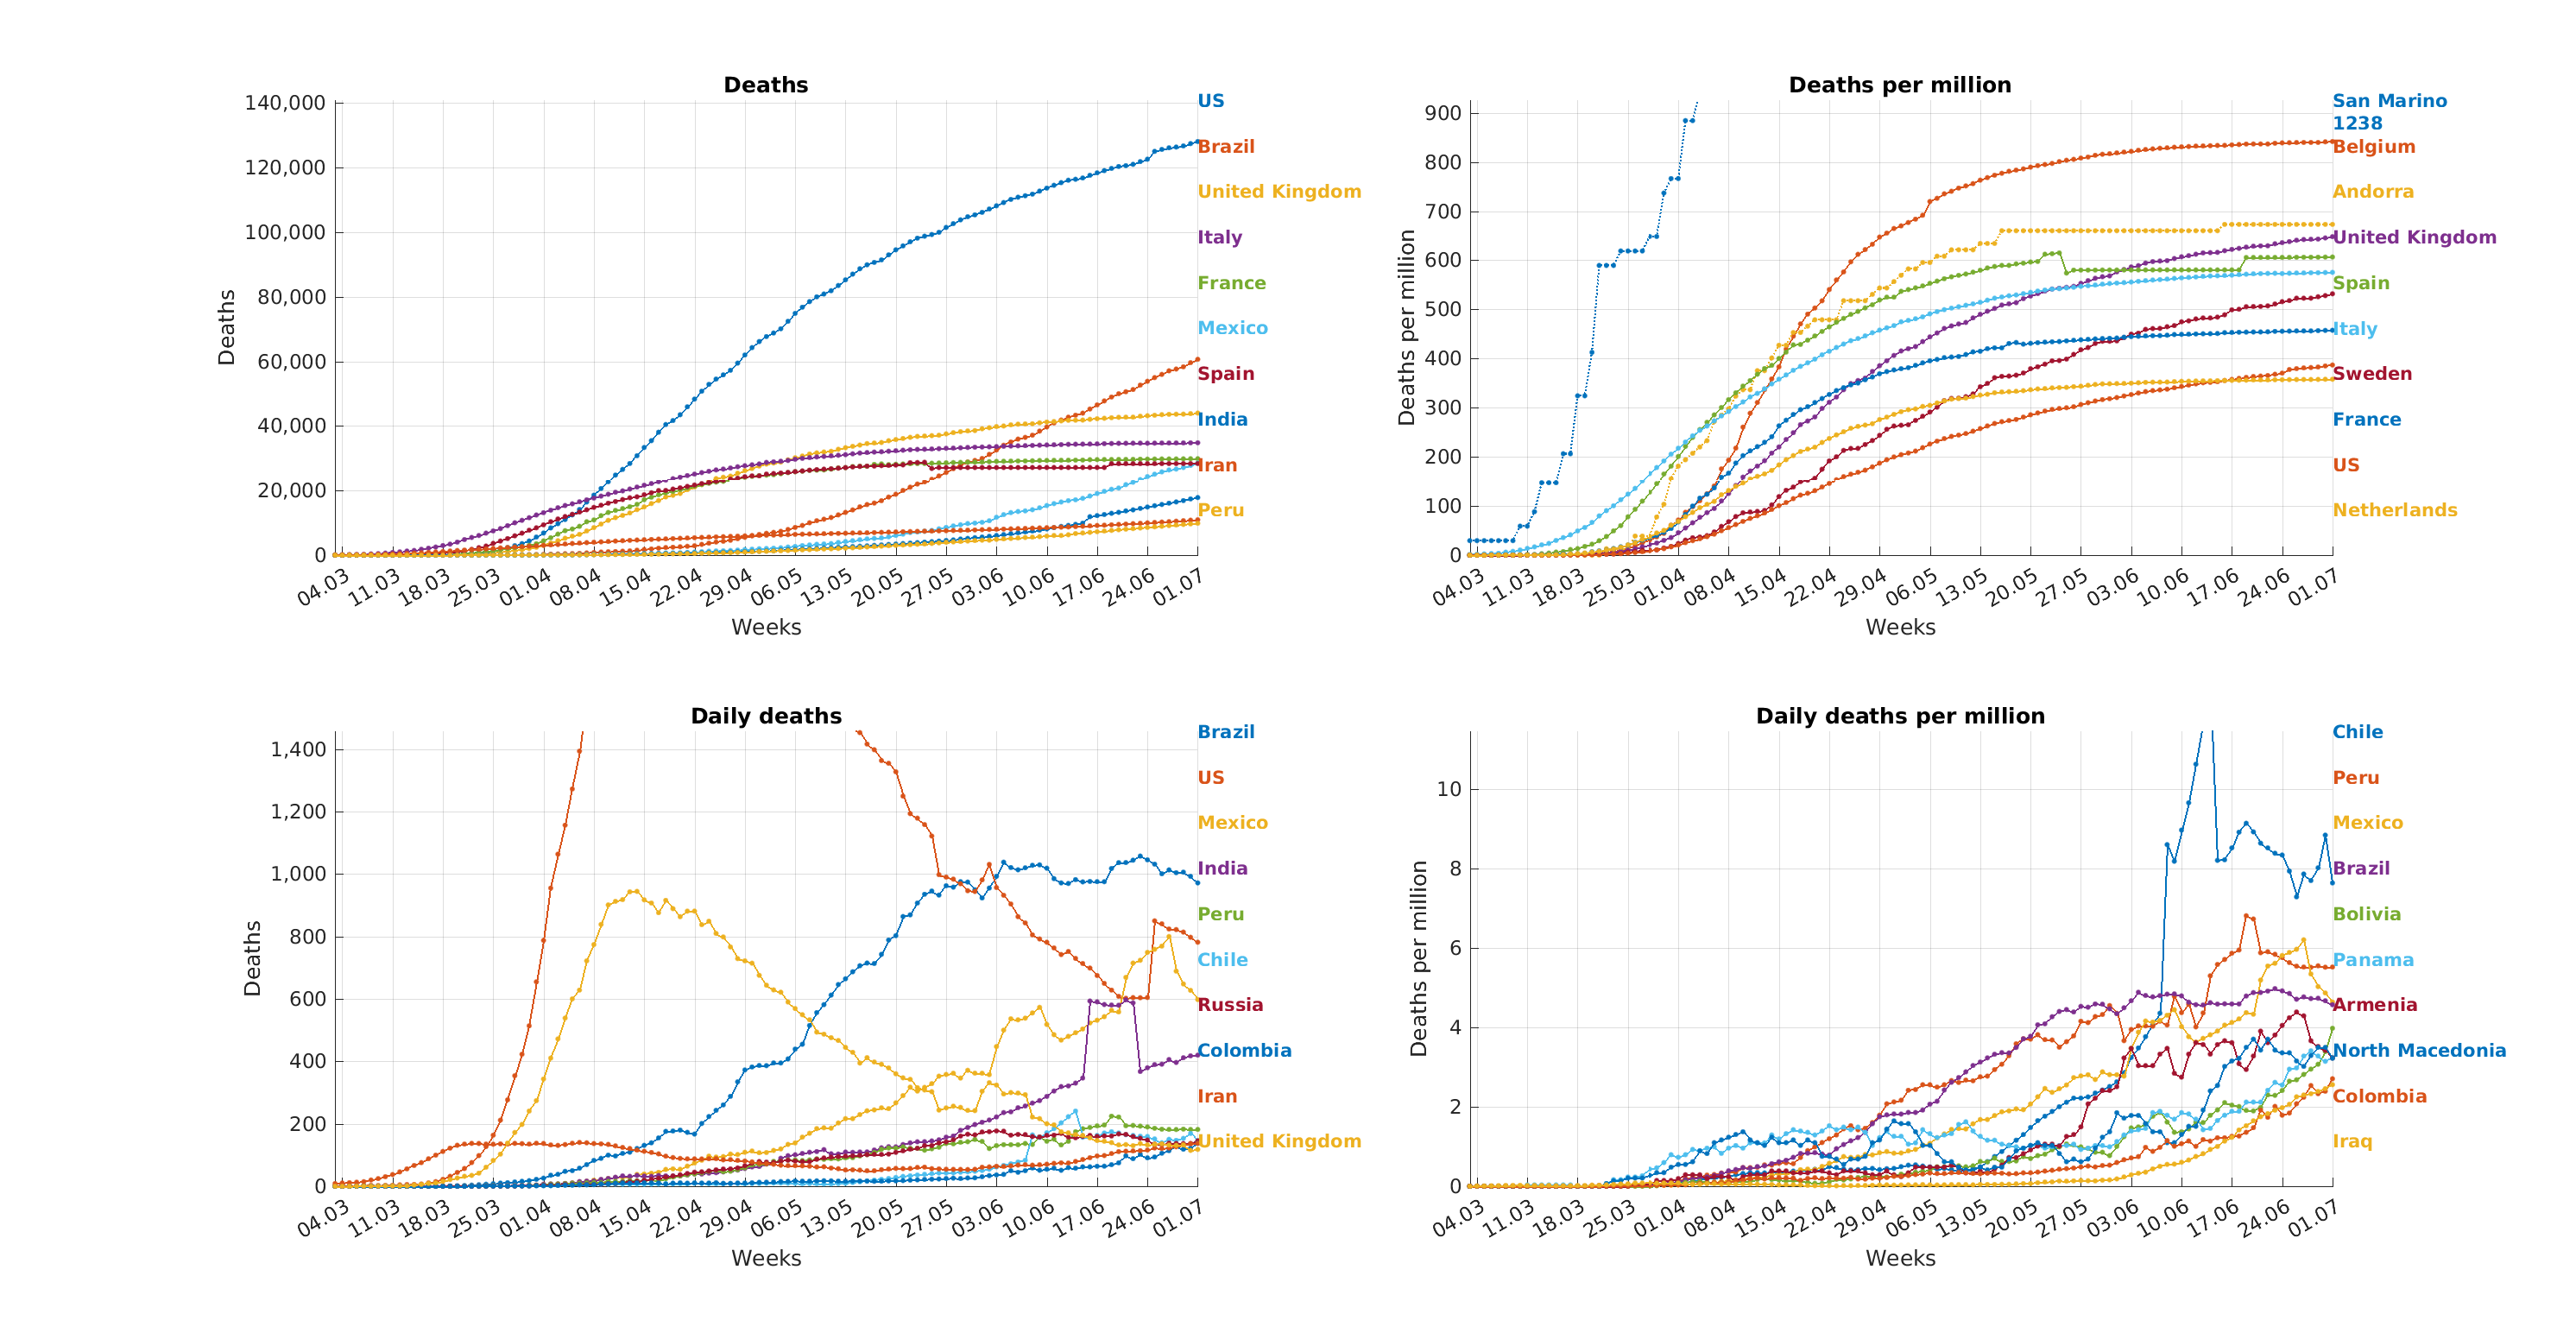 Deaths
140,000
120,000
100,000
80,000
60,000
40,000
20,000
0
Deaths
04.03 11.03 18.03 25.03 01.04 08.04 15.04 22.04 29.04 06.05 13.05 20.05 27.05 03.06 10.06 17.06 24.06 01.07
Weeks
US
Brazil
United Kingdom
Italy
France
Mexico
Spain
India
Iran
Peru
Deaths per million
900
800
700
600
500
400
300
200
100
0
Deaths per million
04.03 11.03 18.03 25.03 01.04 08.04 15.04 22.04 29.04 06.05 13.05 20.05 27.05 03.06 10.06 17.06 24.06 01.07
Weeks
San Marino
1238
Belgium
Andorra
United Kingdom
Spain
Italy
Sweden
France
US
Netherlands
Daily deaths
1,400
1,200
1,000
800
600
400
200
0
Deaths
04.03 11.03 18.03 25.03 01.04 08.04 15.04 22.04 29.04 06.05 13.05 20.05 27.05 03.06 10.06 17.06 24.06 01.07
Weeks
Brazil
US
Mexico
India
Peru
Chile
Russia
Colombia
Iran
United Kingdom
Daily deaths per million
10
8
6
4
2
0
Deaths per million
04.03 11.03 18.03 25.03 01.04 08.04 15.04 22.04 29.04 06.05 13.05 20.05 27.05 03.06 10.06 17.06 24.06 01.07
Weeks
Chile
Peru
Mexico
Brazil
Bolivia
Panama
Armenia
North Macedonia
Colombia
Iraq